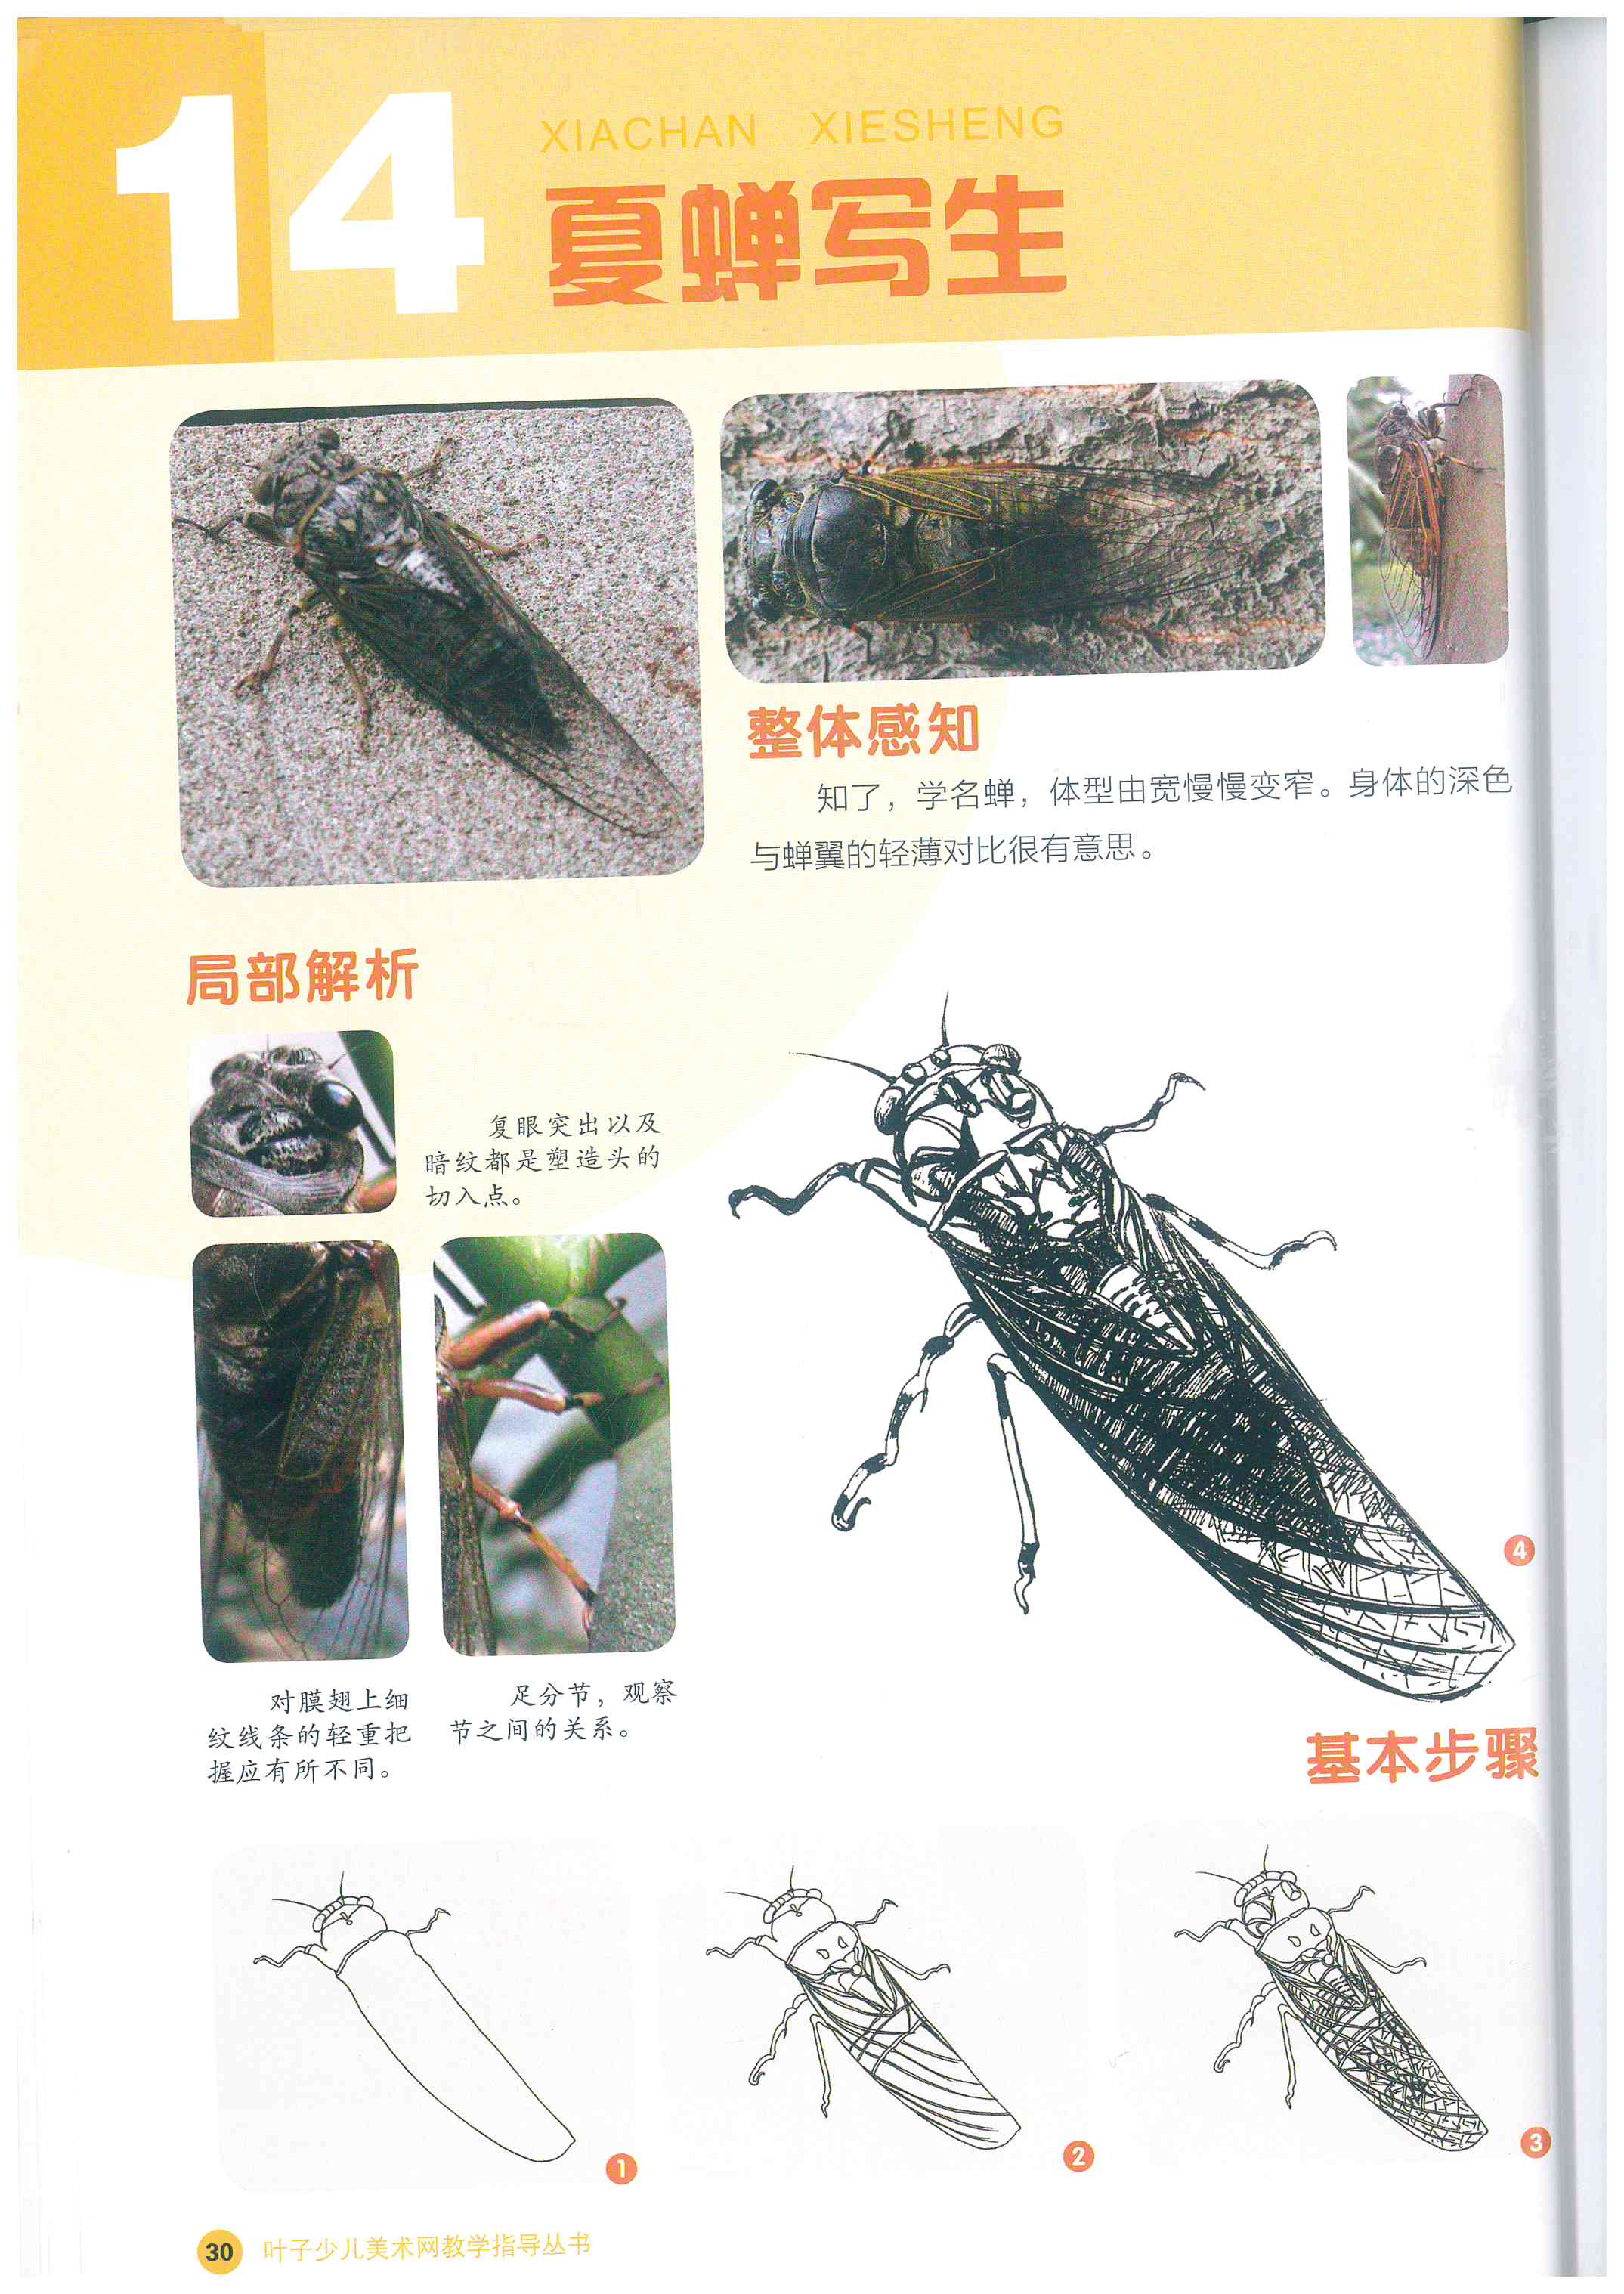 14
XIACHAN XIESHENG
夏蝉写生
整体感知
知了，学名蝉，体型由宽慢慢变窄。身体的深色
与蝉翼的轻薄对比很有意思。
局部解析
复眼突出以及
暗纹都是塑造头的
切入点。
对膜翅上细
纹线条的轻重把
握应有所不同。
足分节，观察
节之间的关系。
4
基本步骤
1
2
3
30 叶子少儿美术网教学指导丛书